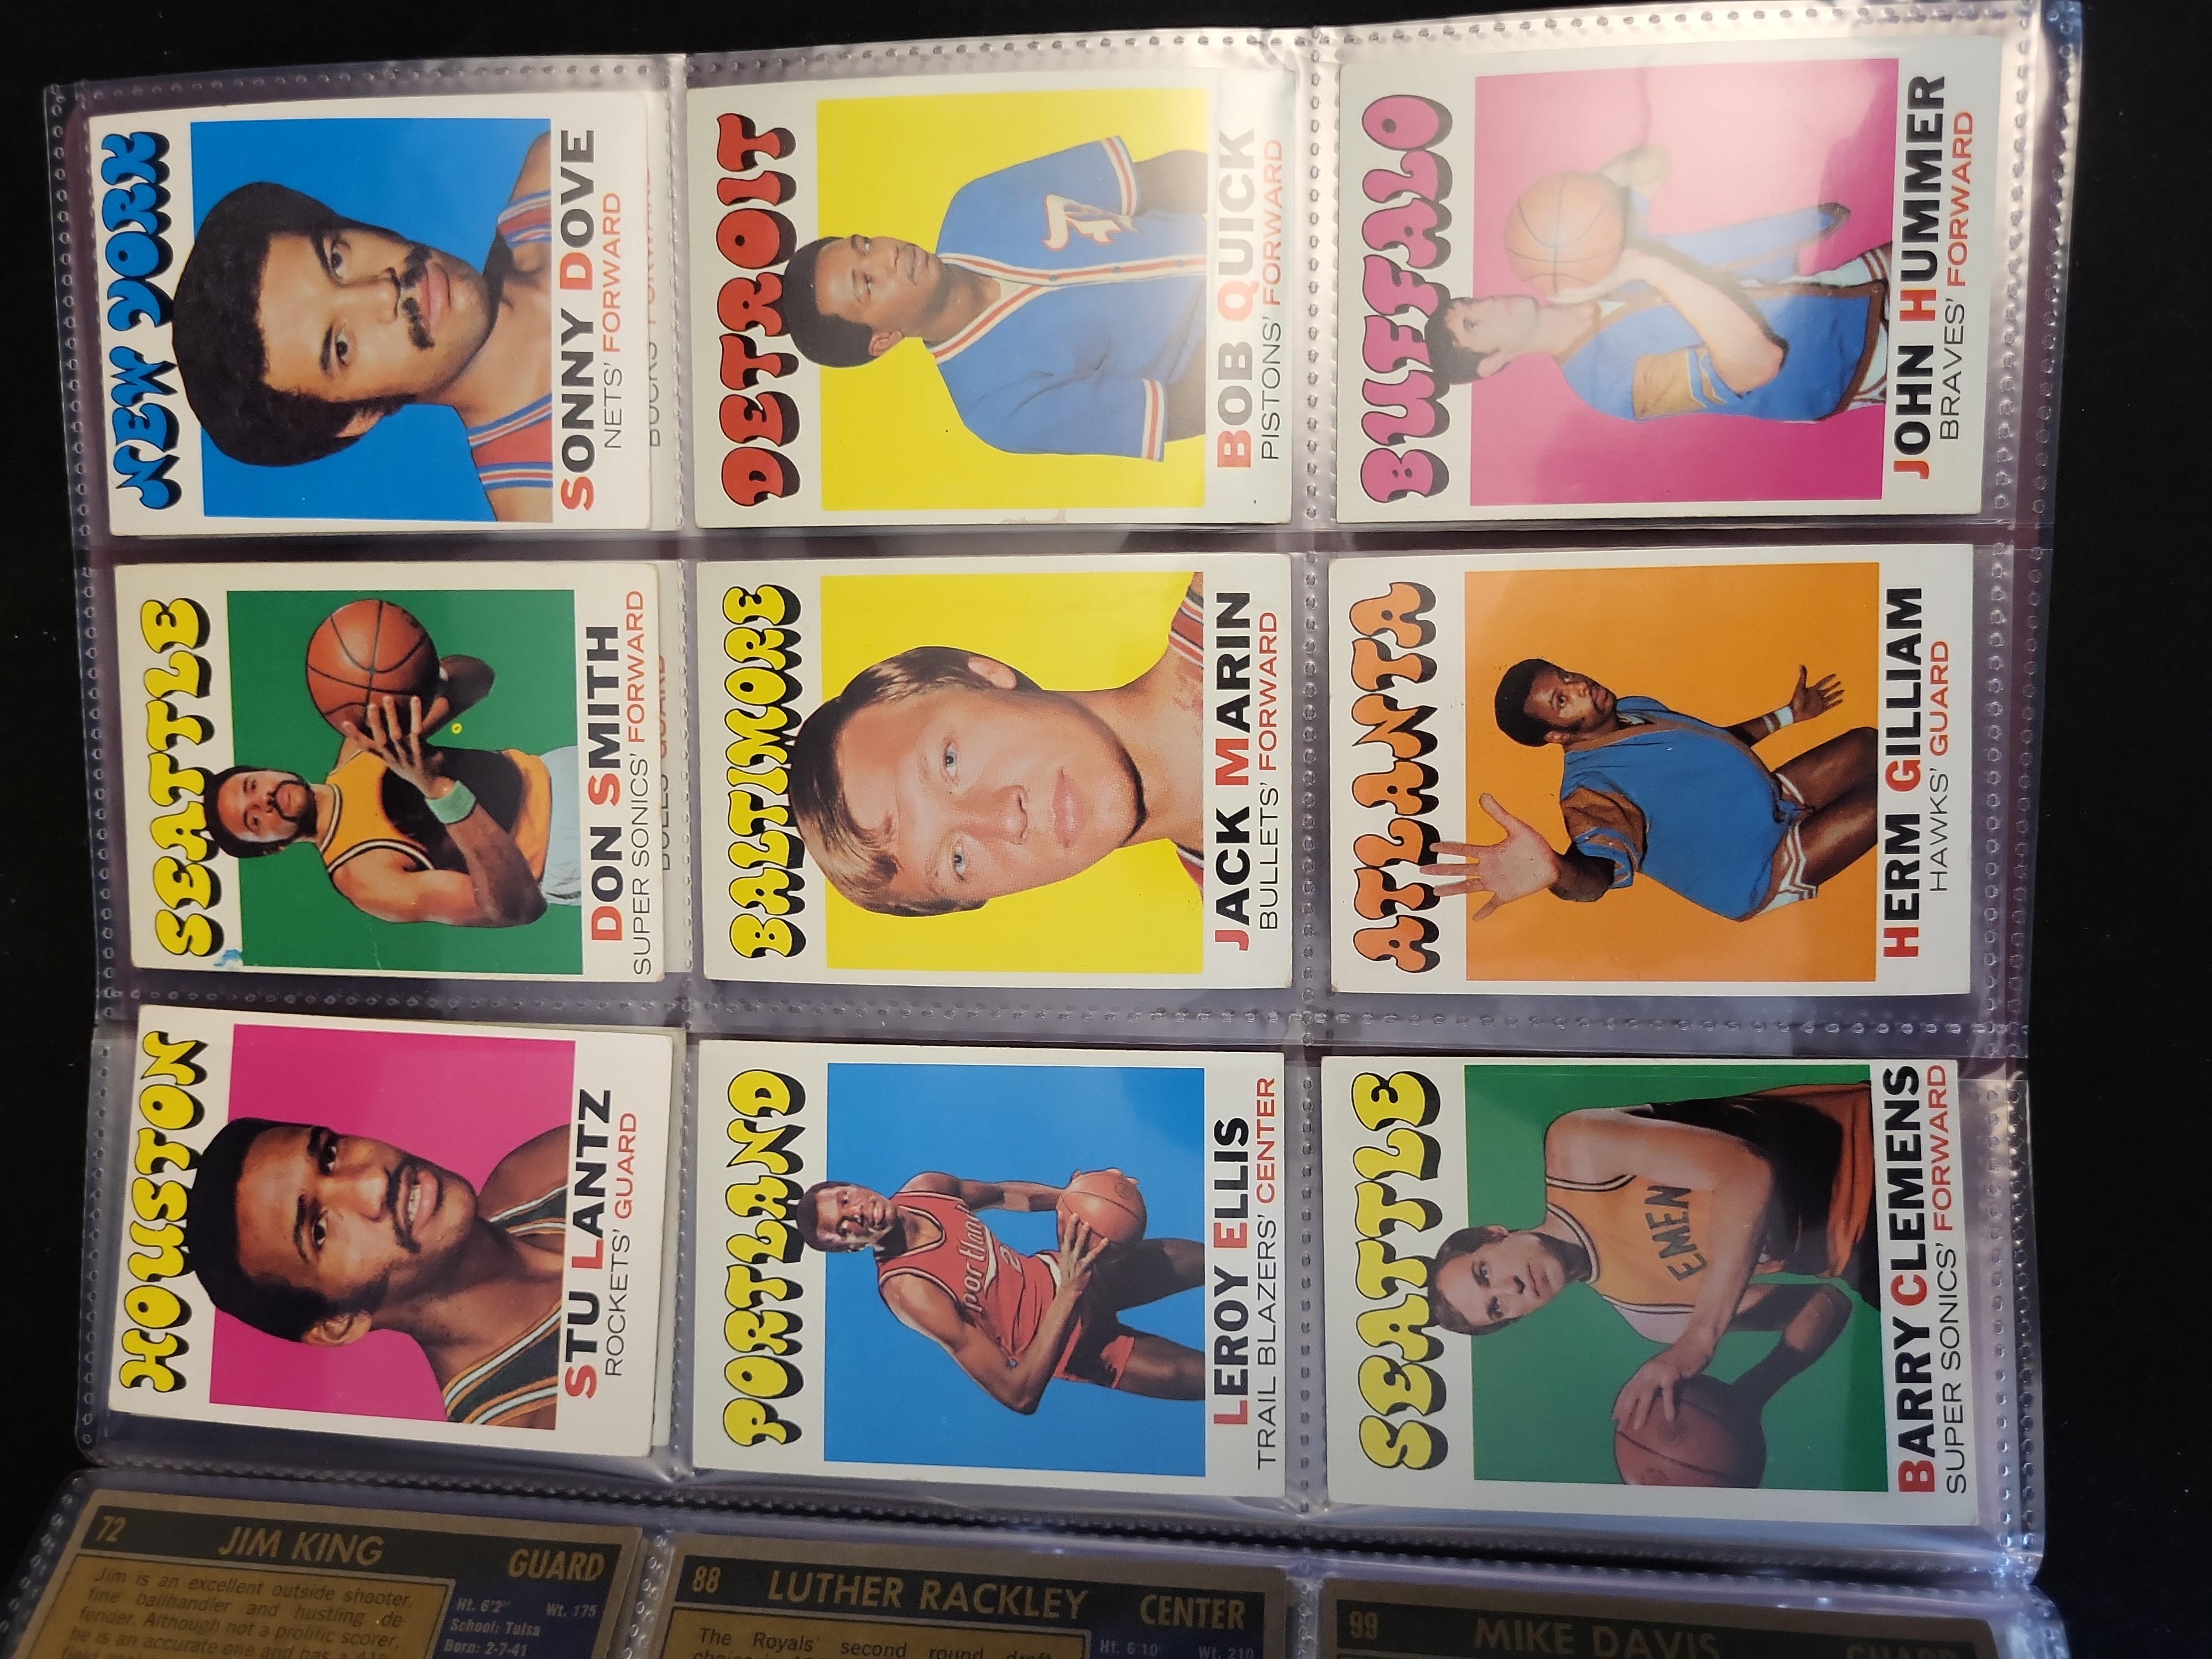 NEW YORK
SONNY DOVE
NETS' FORWARD
DETROIT
BOB QUICK
PISTONS' FORWARD
BUFFALO
JOHN HUMMER
BRAVES' FORWARD
SEATTLE
DON SMITH
SUPER SONICS' FORWARD
BALTIMORE
JACK MARIN
BULLETS' FORWARD
ATLANTA
HERM GILLIAM
HAWKS' GUARD
HOUSTON
STU LANTZ
ROCKETS' GUARD
PORTLAND
Portland
LEROY ELLIS
TRAIL BLAZERS' CENTER
SEATTLE
EMEN
BARRY CLEMENS
SUPER SONICS' FORWARD
72 JIM KING GUARD
Jim is an excellent outside shooter,
fine ballhandler and hustling de-
fender. Although not a prolific scorer,
he is an accurate one and has a
Ht. 6'2" Wt. 175
School: Tulsa
Born: 2-7-41
88 LUTHER RACKLEY CENTER
The Royals' second round draft
Ht. 6'10" Wt. 210
99 MIKE DAVIS GUARD